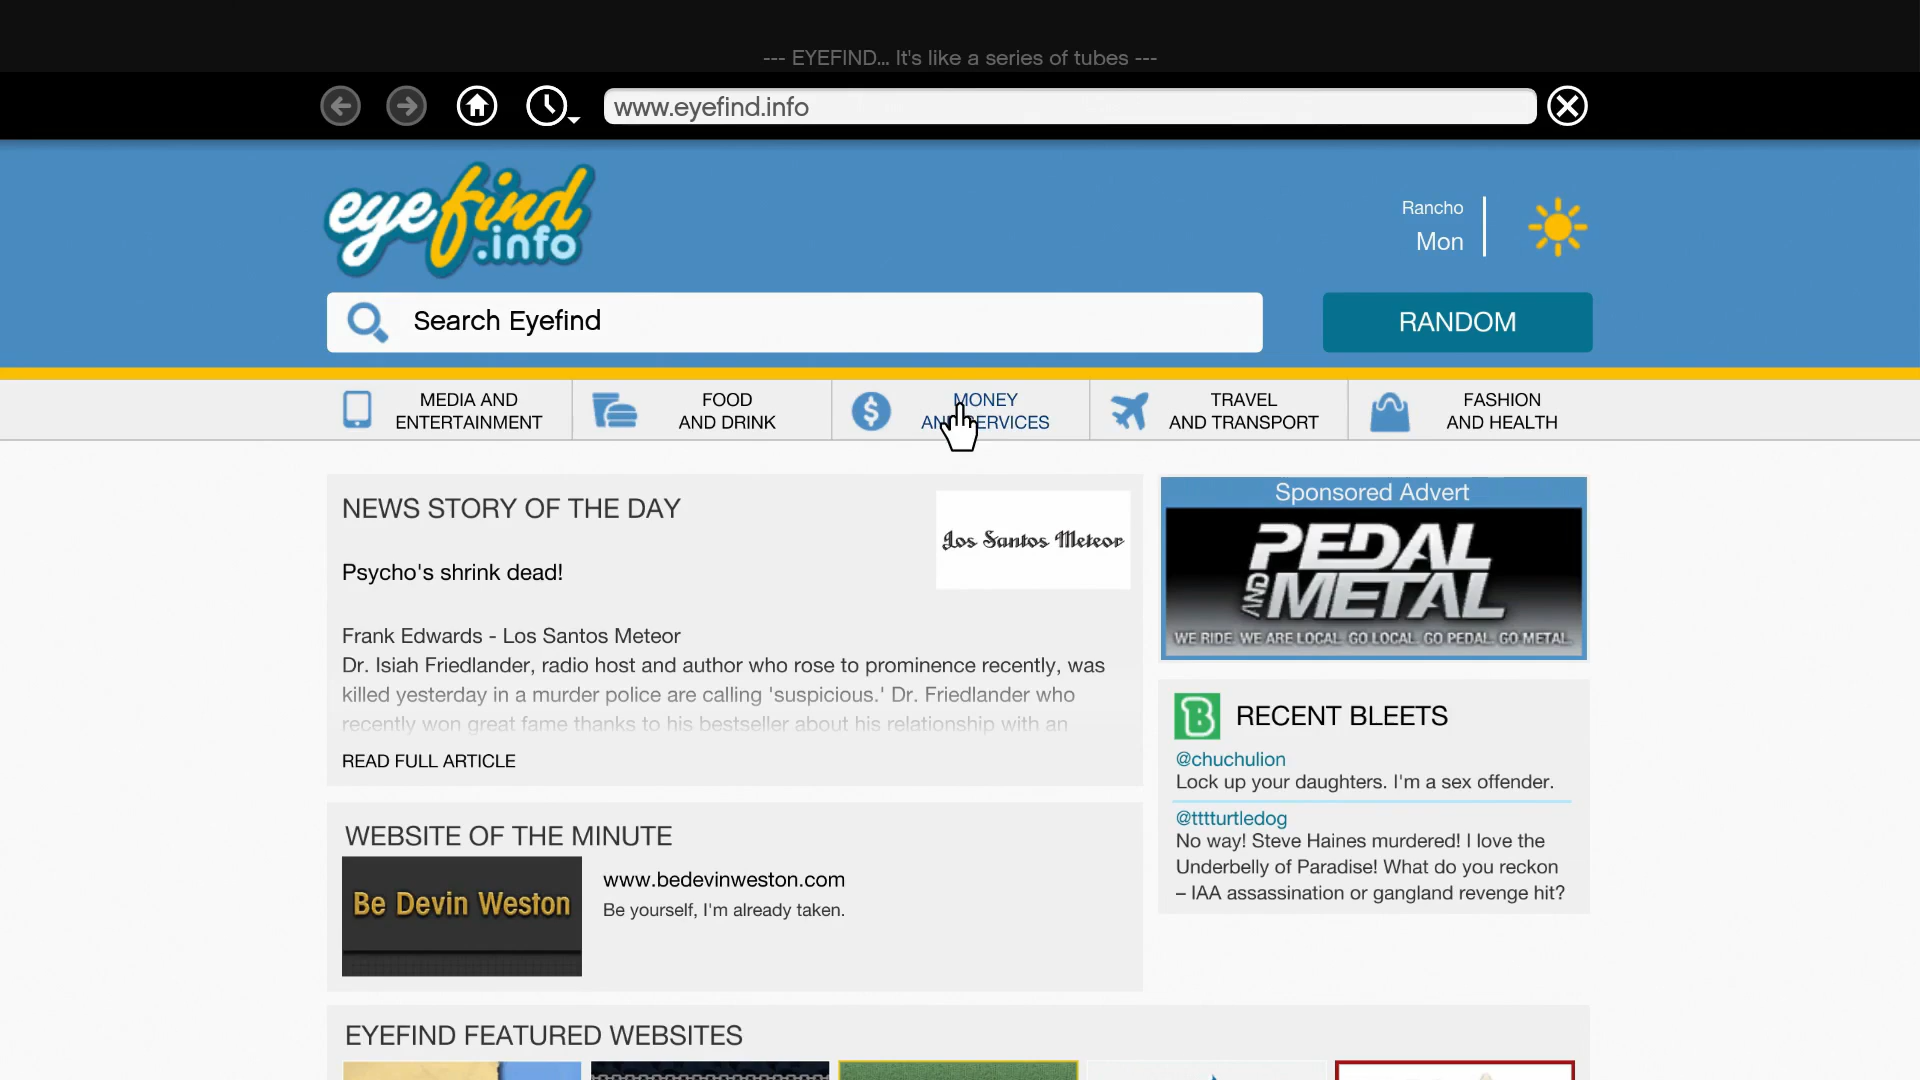 --- EYEFIND... It's like a series of tubes ---
www.eyefind.info
eyefind
.info
Rancho
Mon
Search Eyefind
RANDOM
MEDIA AND
ENTERTAINMENT
FOOD
AND DRINK
MONEY
AND SERVICES
TRAVEL
AND TRANSPORT
FASHION
AND HEALTH
NEWS STORY OF THE DAY
Los Santos Meteor
Psycho's shrink dead!
Frank Edwards - Los Santos Meteor
Dr. Isiah Friedlander, radio host and author who rose to prominence recently, was
killed yesterday in a murder police are calling 'suspicious.' Dr. Friedlander who
recently won great fame thanks to his bestseller about his relationship with an
READ FULL ARTICLE
Sponsored Advert
PEDAL
AND METAL
WE RIDE. WE ARE LOCAL. GO LOCAL. GO PEDAL. GO METAL.
B RECENT BLEETS
@chuchulion
Lock up your daughters. I'm a sex offender.
@tttturtledog
No way! Steve Haines murdered! I love the
Underbelly of Paradise! What do you reckon
– IAA assassination or gangland revenge hit?
WEBSITE OF THE MINUTE
Be Devin Weston
www.bedevinweston.com
Be yourself, I'm already taken.
EYEFIND FEATURED WEBSITES